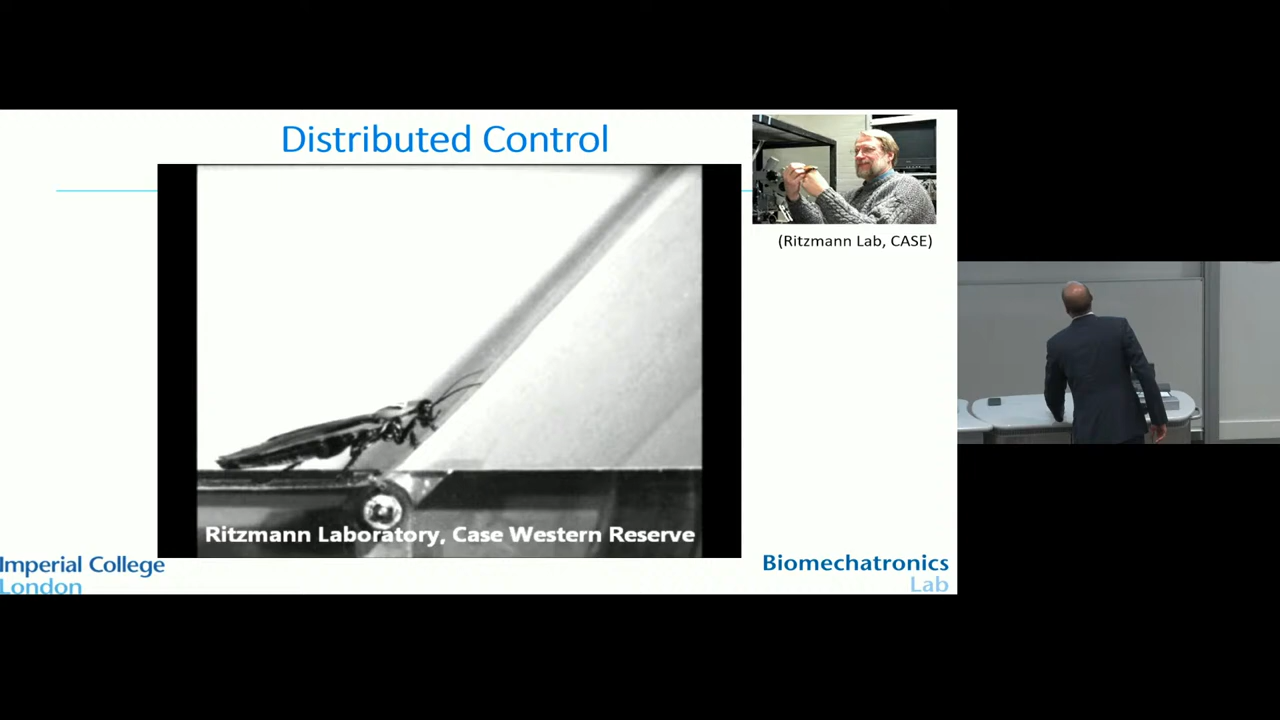 Distributed Control
(Ritzmann Lab, CASE)
Ritzmann Laboratory, Case Western Reserve
Imperial College
London
Biomechatronics
Lab